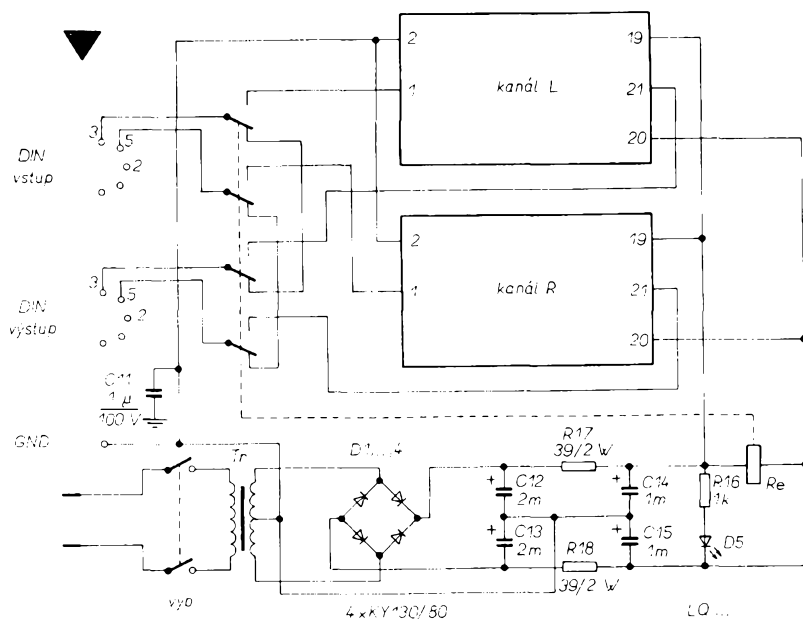 2
19
1
kanál L
21
20
3
5
2
DIN
vstup
2
19
1
kanál R
21
20
3
5
2
DIN
výstup
C11
1 µ
100 V
GND
Tr
D1...4
R17
39/2 W
C12
2m
C14
1m
R16
1k
Re
C13
2m
C15
1m
R18
39/2 W
D5
vyp
4×KY130/80
LQ...